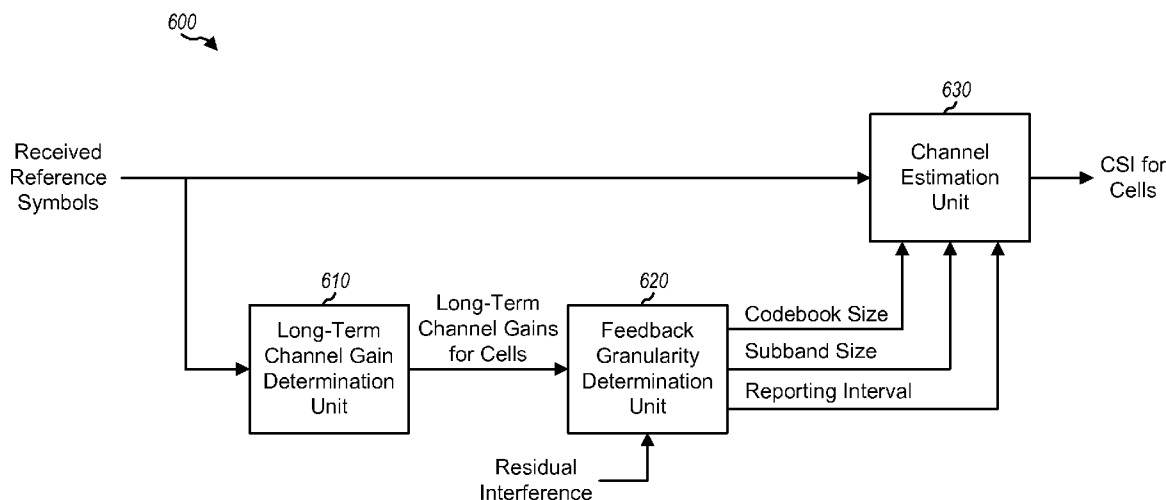 600
630
Received
Reference
Symbols
Channel
Estimation
Unit
CSI for
Cells
610
Long-Term
Channel Gain
Determination
Unit
Long-Term
Channel Gains
for Cells
620
Feedback
Granularity
Determination
Unit
Codebook Size
Subband Size
Reporting Interval
Residual
Interference